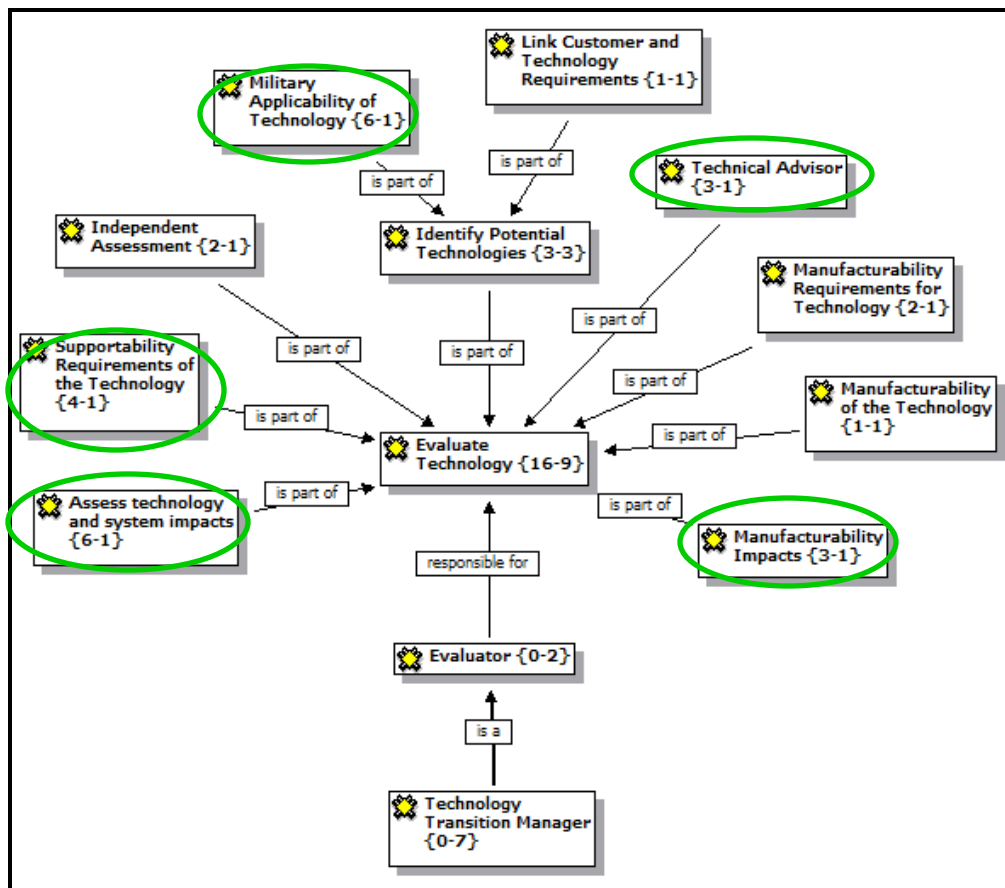 Link Customer and
Technology
Requirements {1-1}
Military
Applicability of
Technology {6-1}
Technical Advisor
{3-1}
is part of
is part of
Independent
Assessment {2-1}
Identify Potential
Technologies {3-3}
Manufacturability
Requirements for
Technology {2-1}
is part of
is part of
is part of
Supportability
Requirements of
the Technology
{4-1}
is part of
Manufacturability
of the Technology
{1-1}
is part of
is part of
Evaluate
Technology {16-9}
Assess technology
and system impacts
{6-1}
is part of
is part of
Manufacturability
Impacts {3-1}
responsible for
Evaluator {0-2}
is a
Technology
Transition Manager
{0-7}